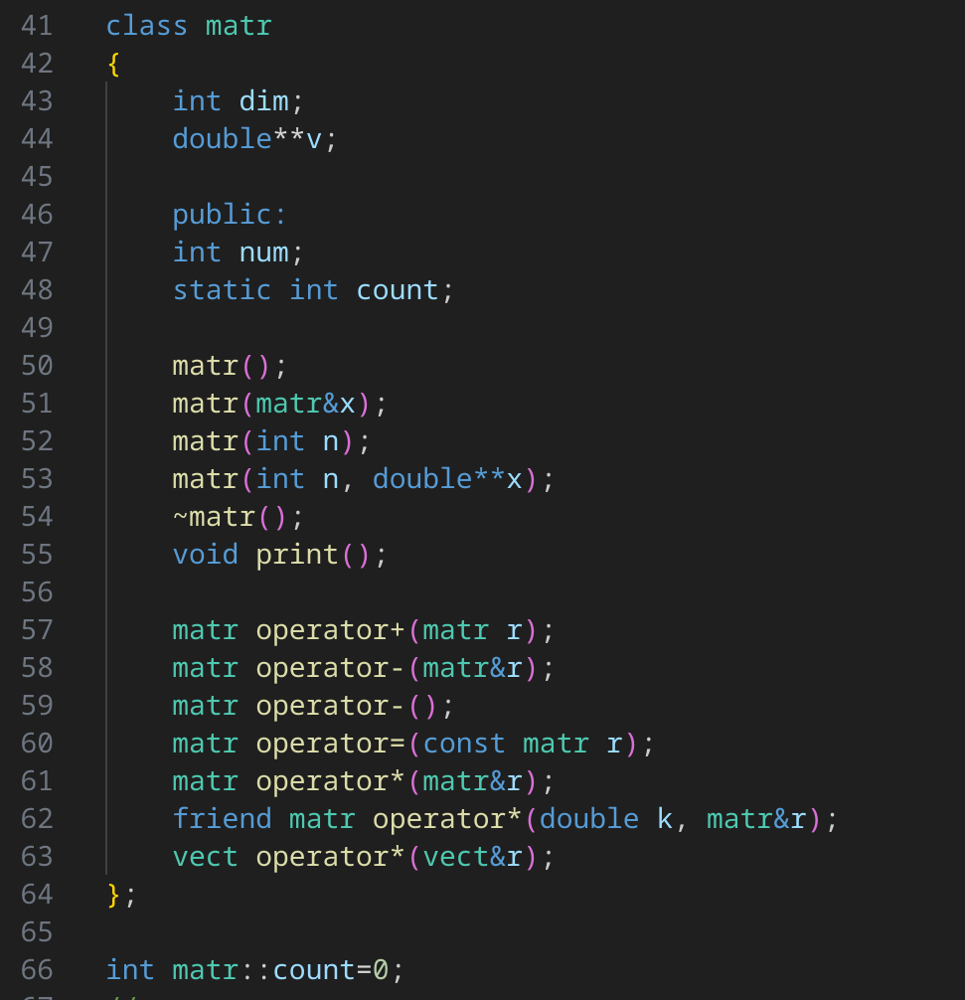 41 class matr
42 {
43     int dim;
44     double**v;
45
46     public:
47     int num;
48     static int count;
49
50     matr();
51     matr(matr&x);
52     matr(int n);
53     matr(int n, double**x);
54     ~matr();
55     void print();
56
57     matr operator+(matr r);
58     matr operator-(matr&r);
59     matr operator-();
60     matr operator=(const matr r);
61     matr operator*(matr&r);
62     friend matr operator*(double k, matr&r);
63     vect operator*(vect&r);
64 };
65
66 int matr::count=0;